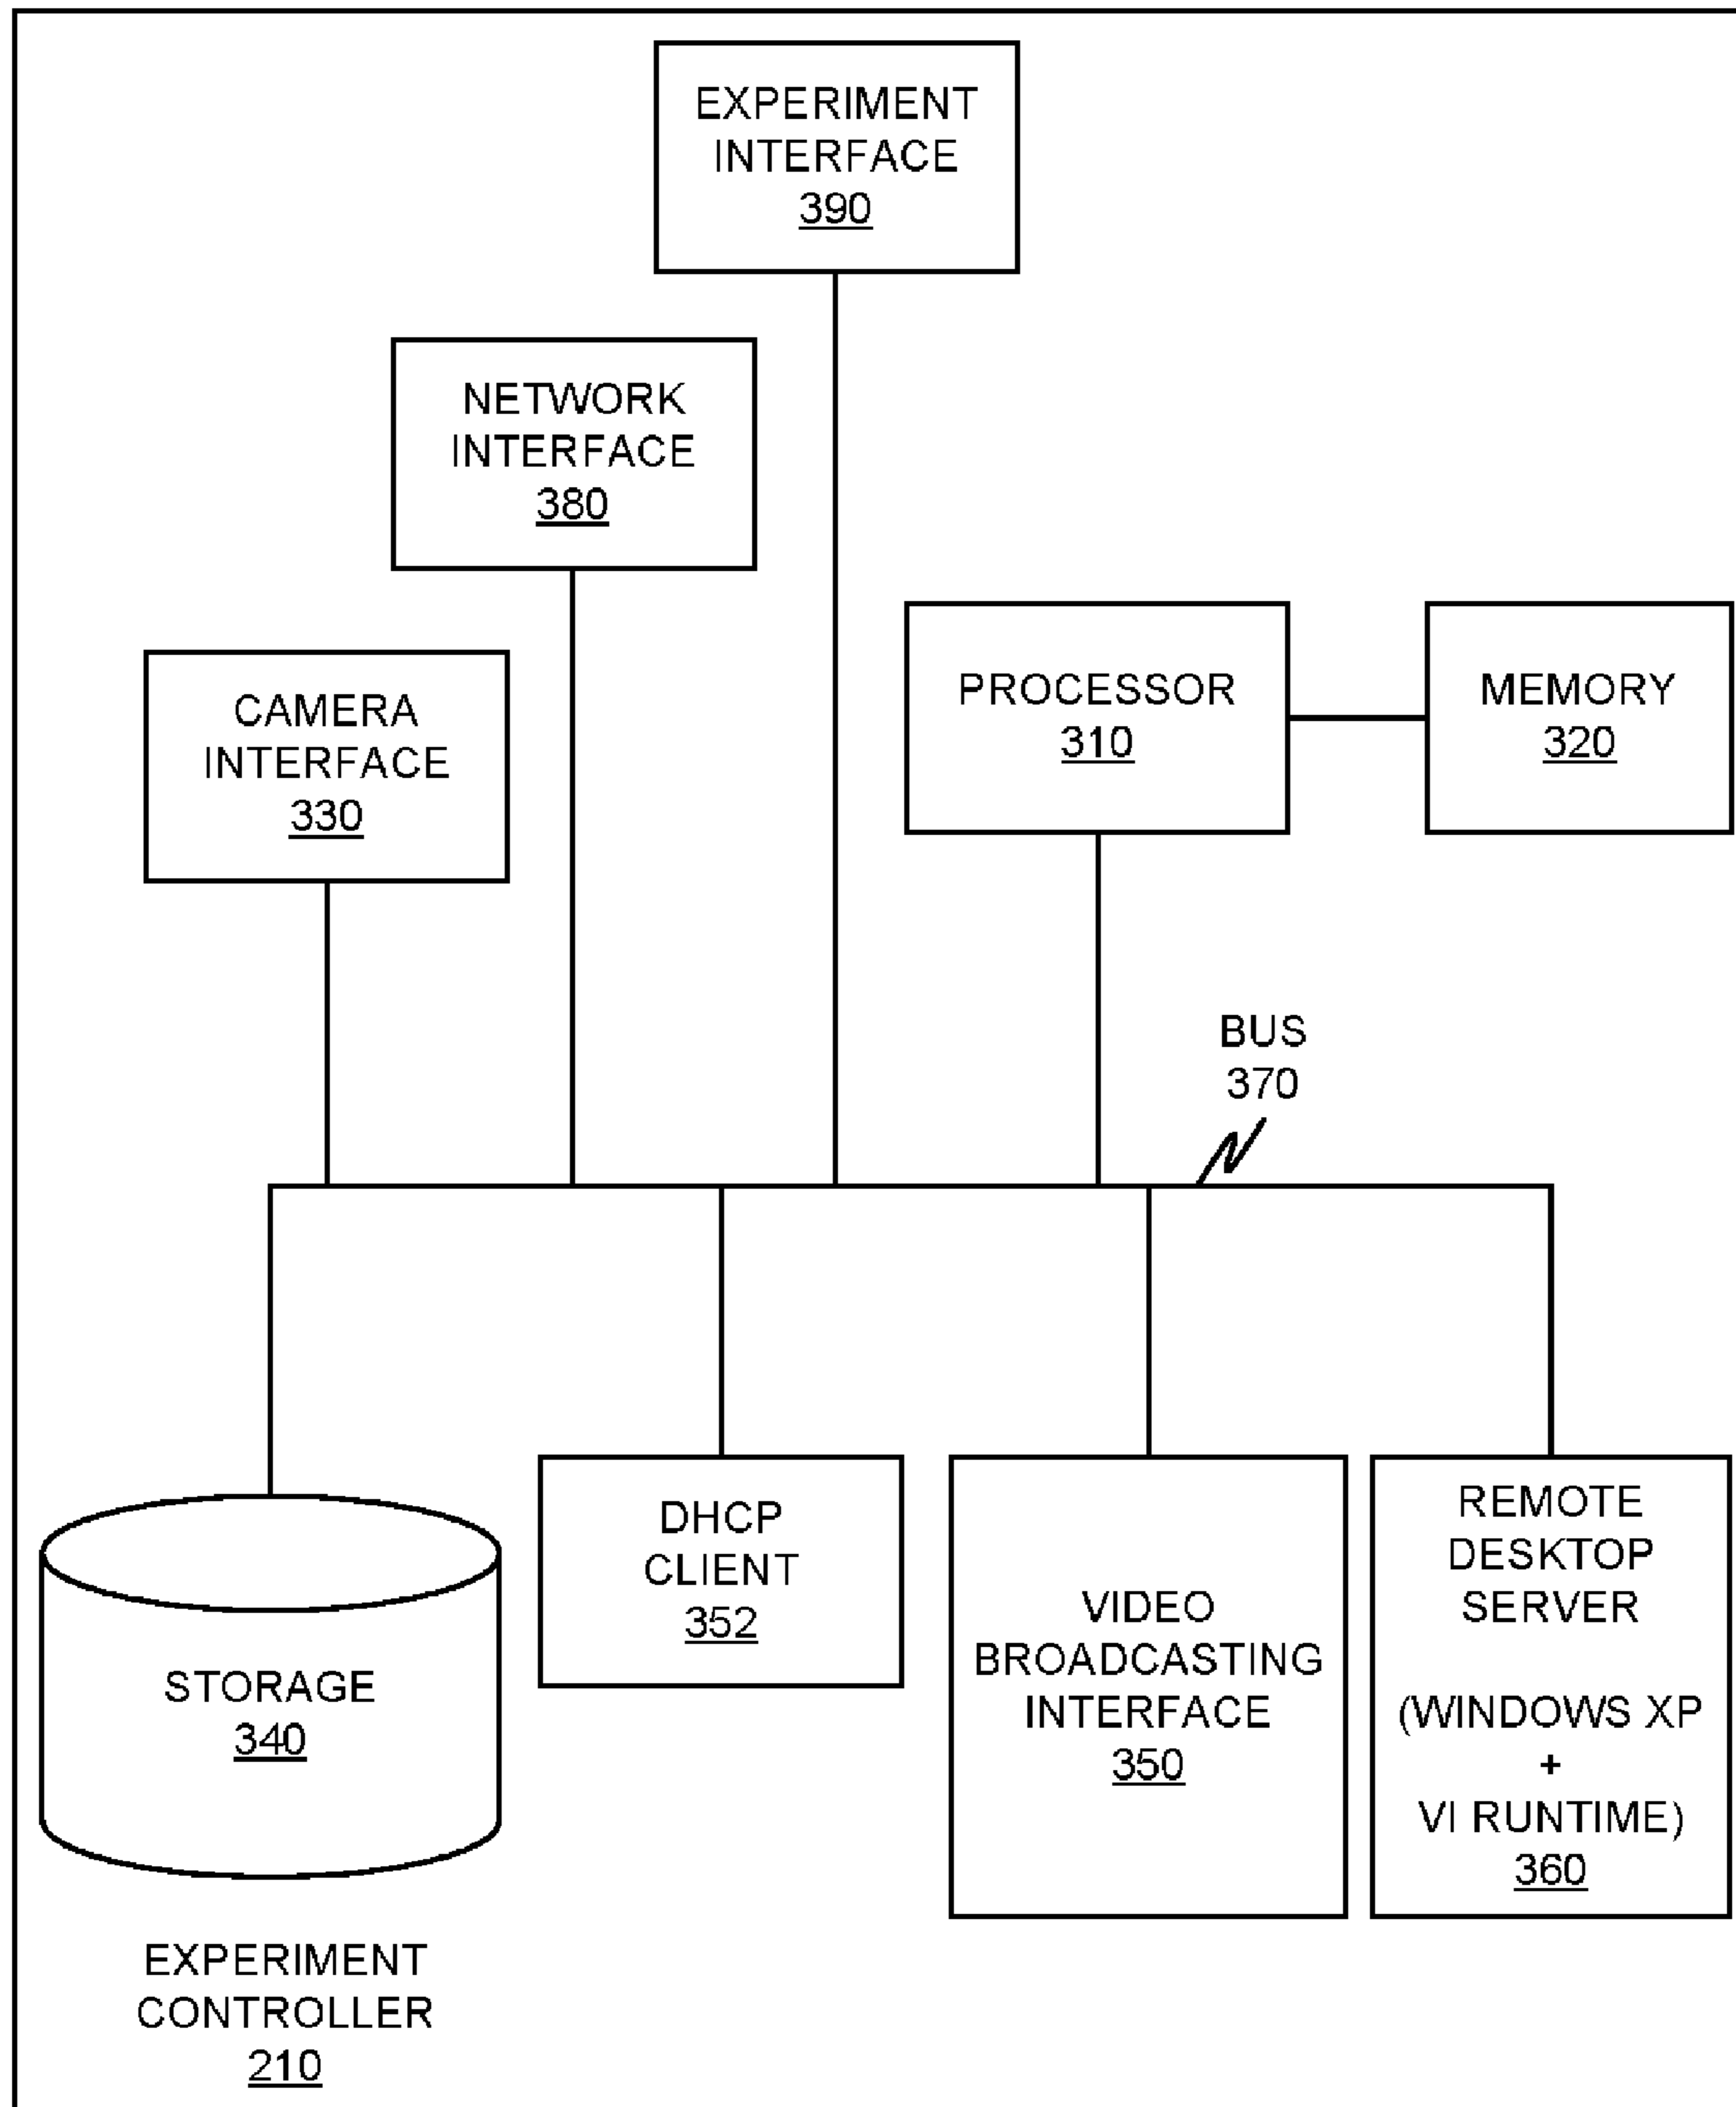 EXPERIMENT
INTERFACE
390
NETWORK
INTERFACE
380
CAMERA
INTERFACE
330
PROCESSOR
310
MEMORY
320
BUS
370
STORAGE
340
DHCP
CLIENT
352
VIDEO
BROADCASTING
INTERFACE
350
REMOTE
DESKTOP
SERVER
(WINDOWS XP
+
VI RUNTIME)
360
EXPERIMENT
CONTROLLER
210